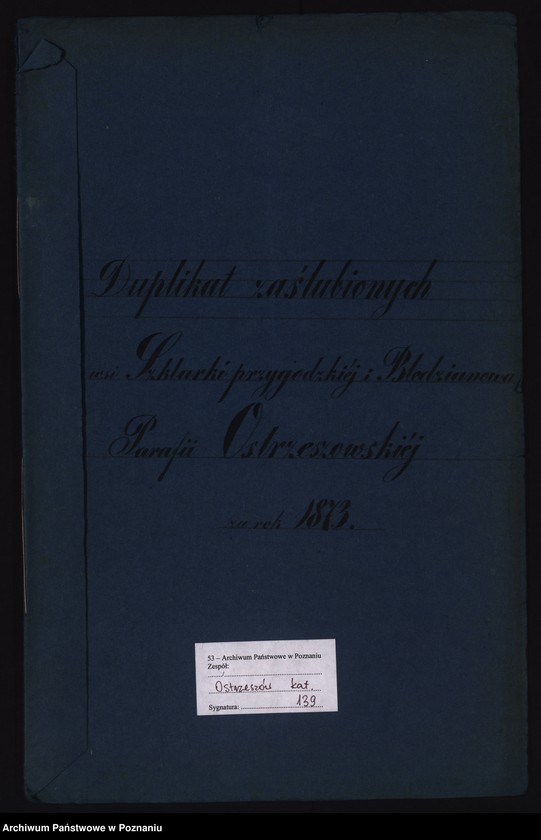 Duplikat zaślubionych
wsi Szklarki przygodzkiéj i Bledzianowa
Parafii Ostrzeszowskiéj
za rok 1873.
53 – Archiwum Państwowe w Poznaniu
Zespół:
Ostrzeszów kat.
Sygnatura: 139
Archiwum Państwowe w Poznaniu